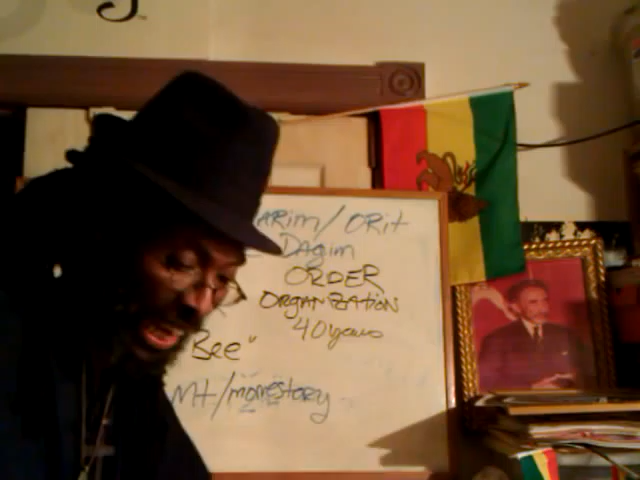 ARIM/ ORit
Dagim
ORDER
ORGANIZATION
40 years
Bee"
Mt/monestory